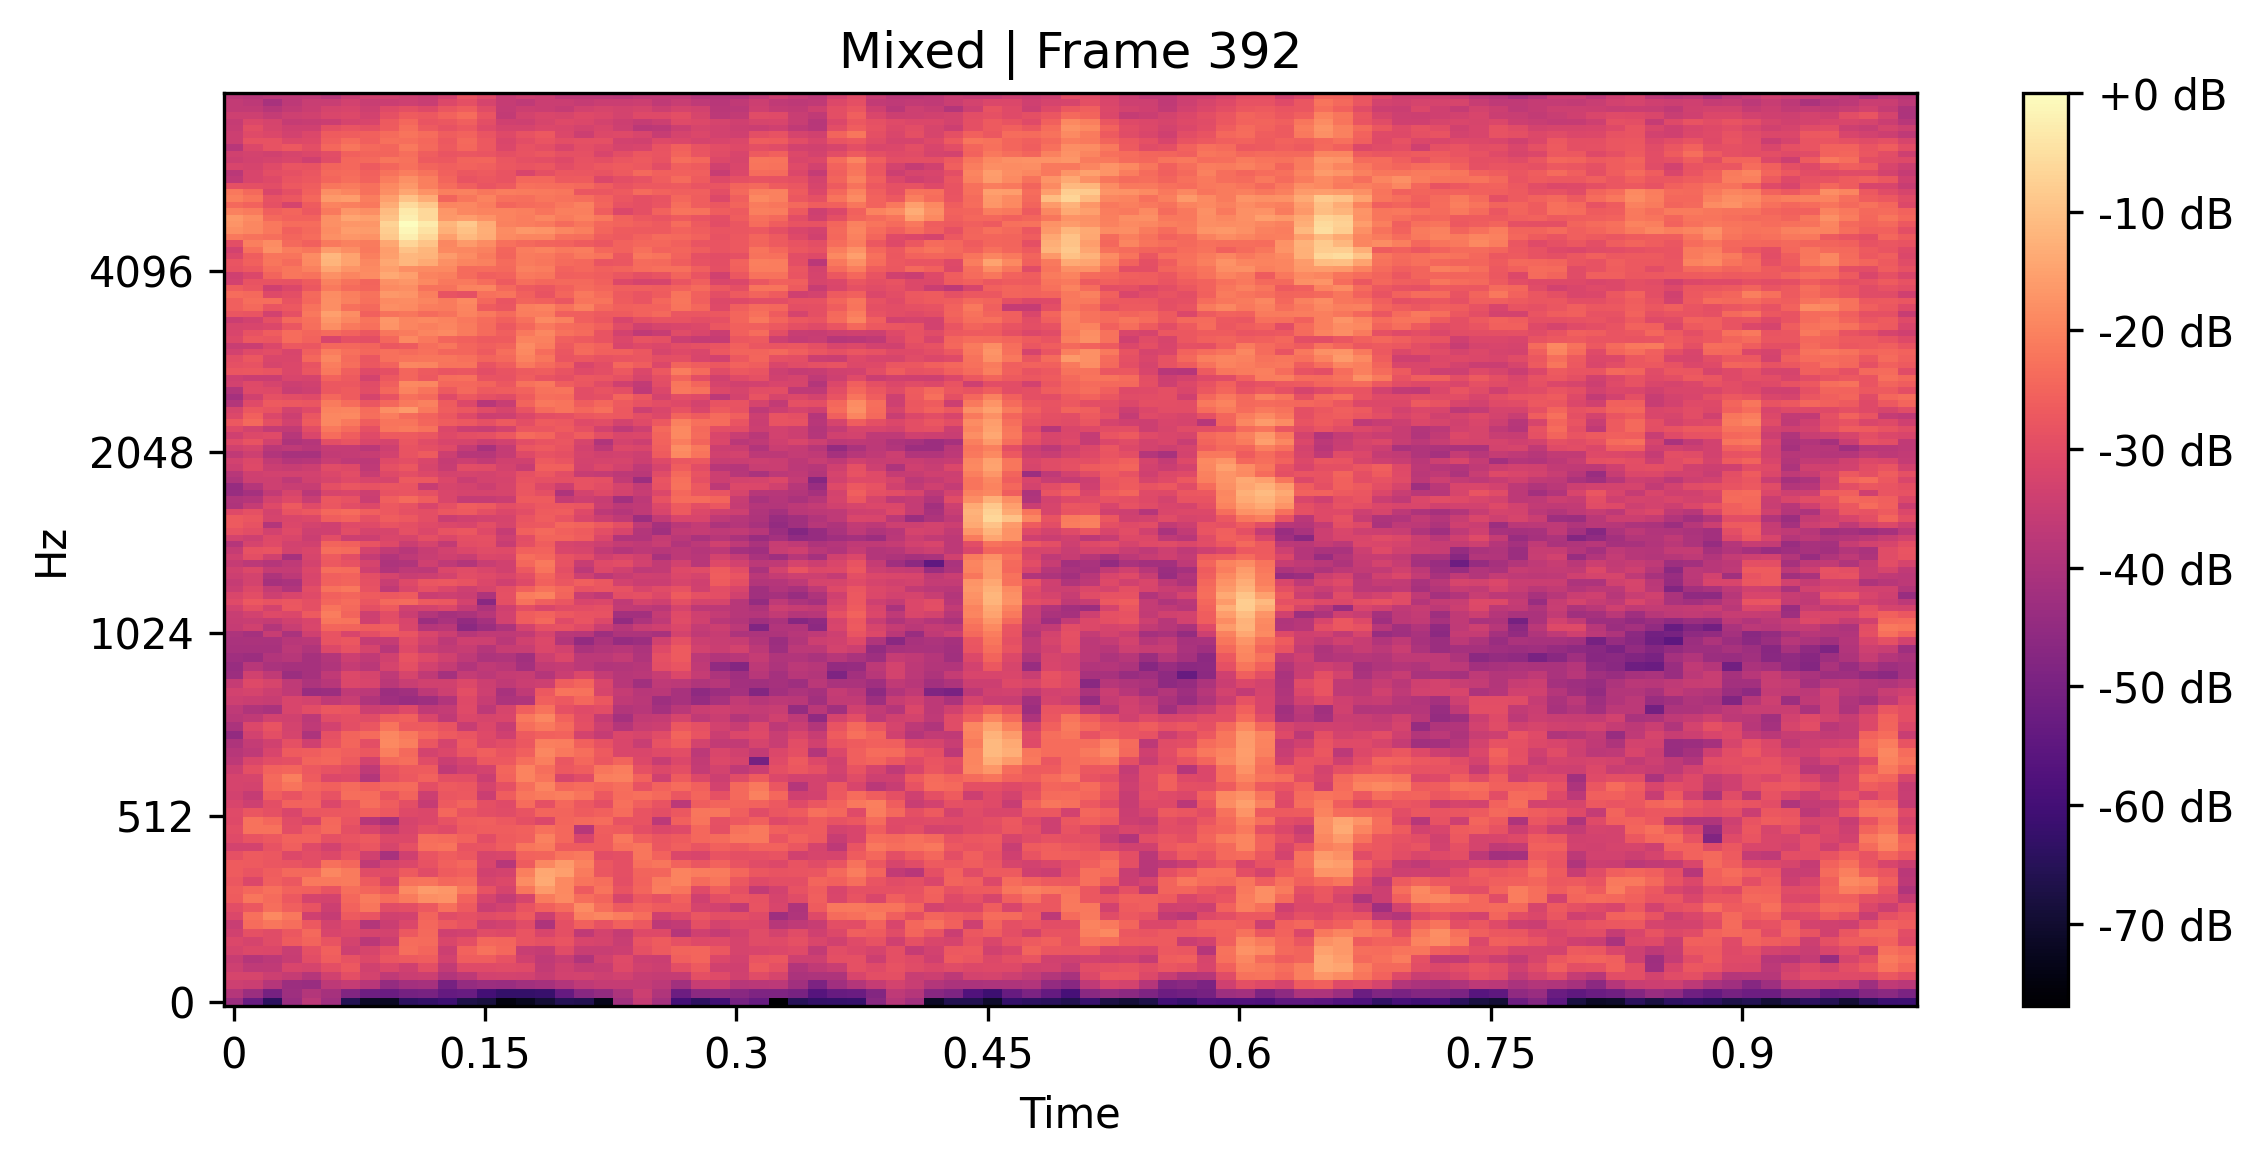 Mixed | Frame 392
+0 dB
-10 dB
-20 dB
-30 dB
-40 dB
-50 dB
-60 dB
-70 dB
Hz
4096
2048
1024
512
0
0 0.15 0.3 0.45 0.6 0.75 0.9
Time